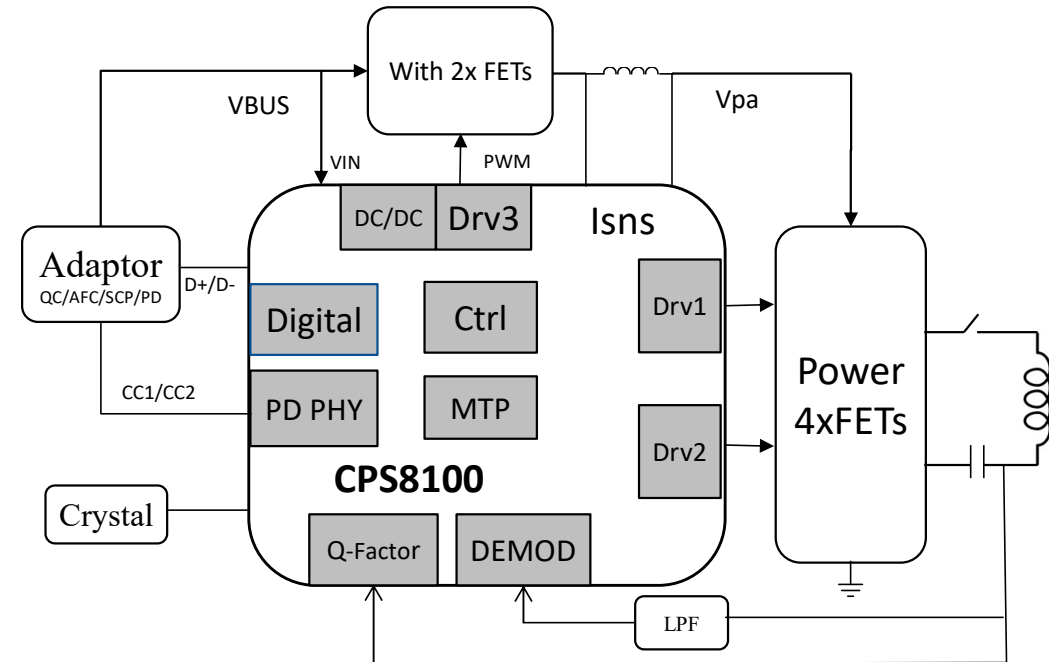 With 2x FETs
VBUS
Vpa
VIN
PWM
DC/DC
Drv3
Isns
Adaptor
QC/AFC/SCP/PD
D+/D-
Digital
Ctrl
Drv1
CC1/CC2
PD PHY
MTP
Power
4xFETs
Drv2
CPS8100
Crystal
Q-Factor
DEMOD
LPF